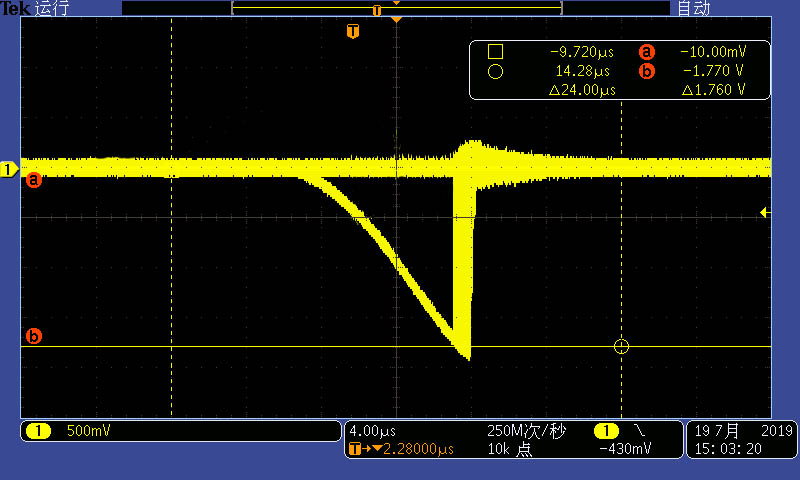 Tek 运行 自动
T
T
□ -9.720µs a -10.00mV
○ 14.28µs b -1.770 V
△24.00µs △1.760 V
1
a
b
1 500mV
4.00µs 250M次/秒 1 -430mV
T→▼2.28000µs 10k 点
19 7月 2019
15:03:20